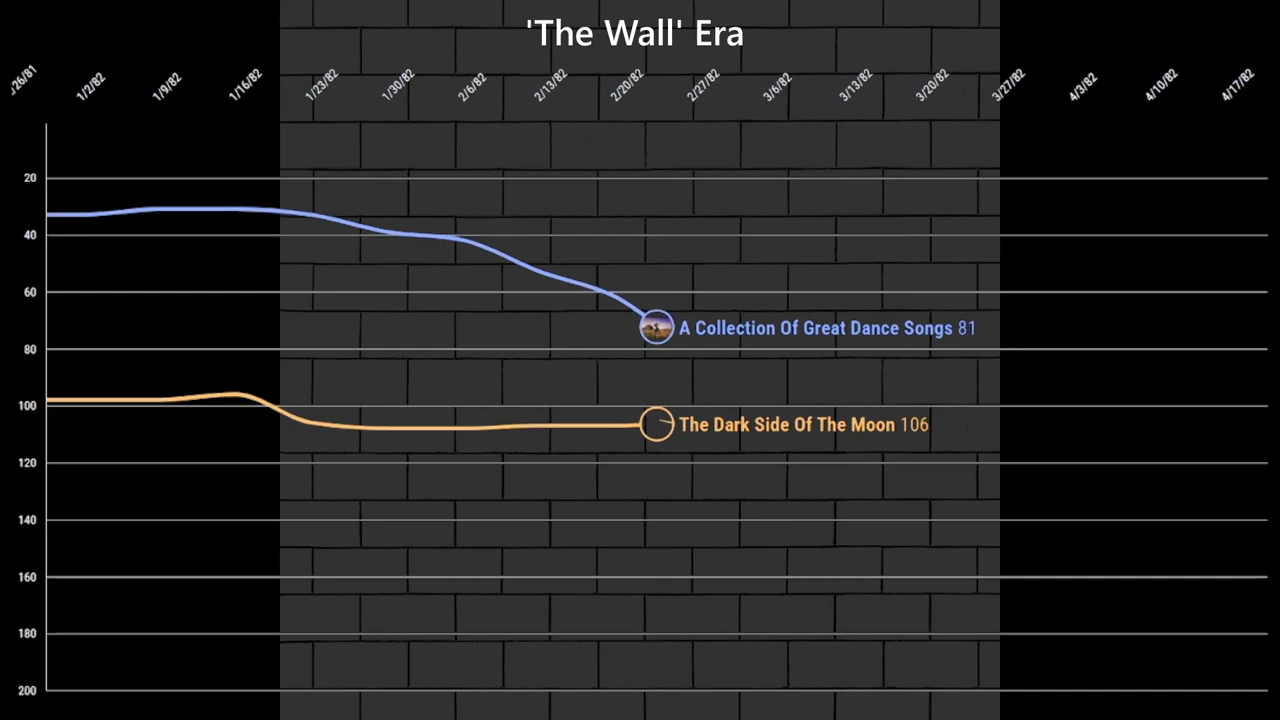 'The Wall' Era
/26/81 1/2/82 1/9/82 1/16/82 1/23/82 1/30/82 2/6/82 2/13/82 2/20/82 2/27/82 3/6/82 3/13/82 3/20/82 3/27/82 4/3/82 4/10/82 4/17/82
20
40
60
A Collection Of Great Dance Songs 81
80
100
The Dark Side Of The Moon 106
120
140
160
180
200